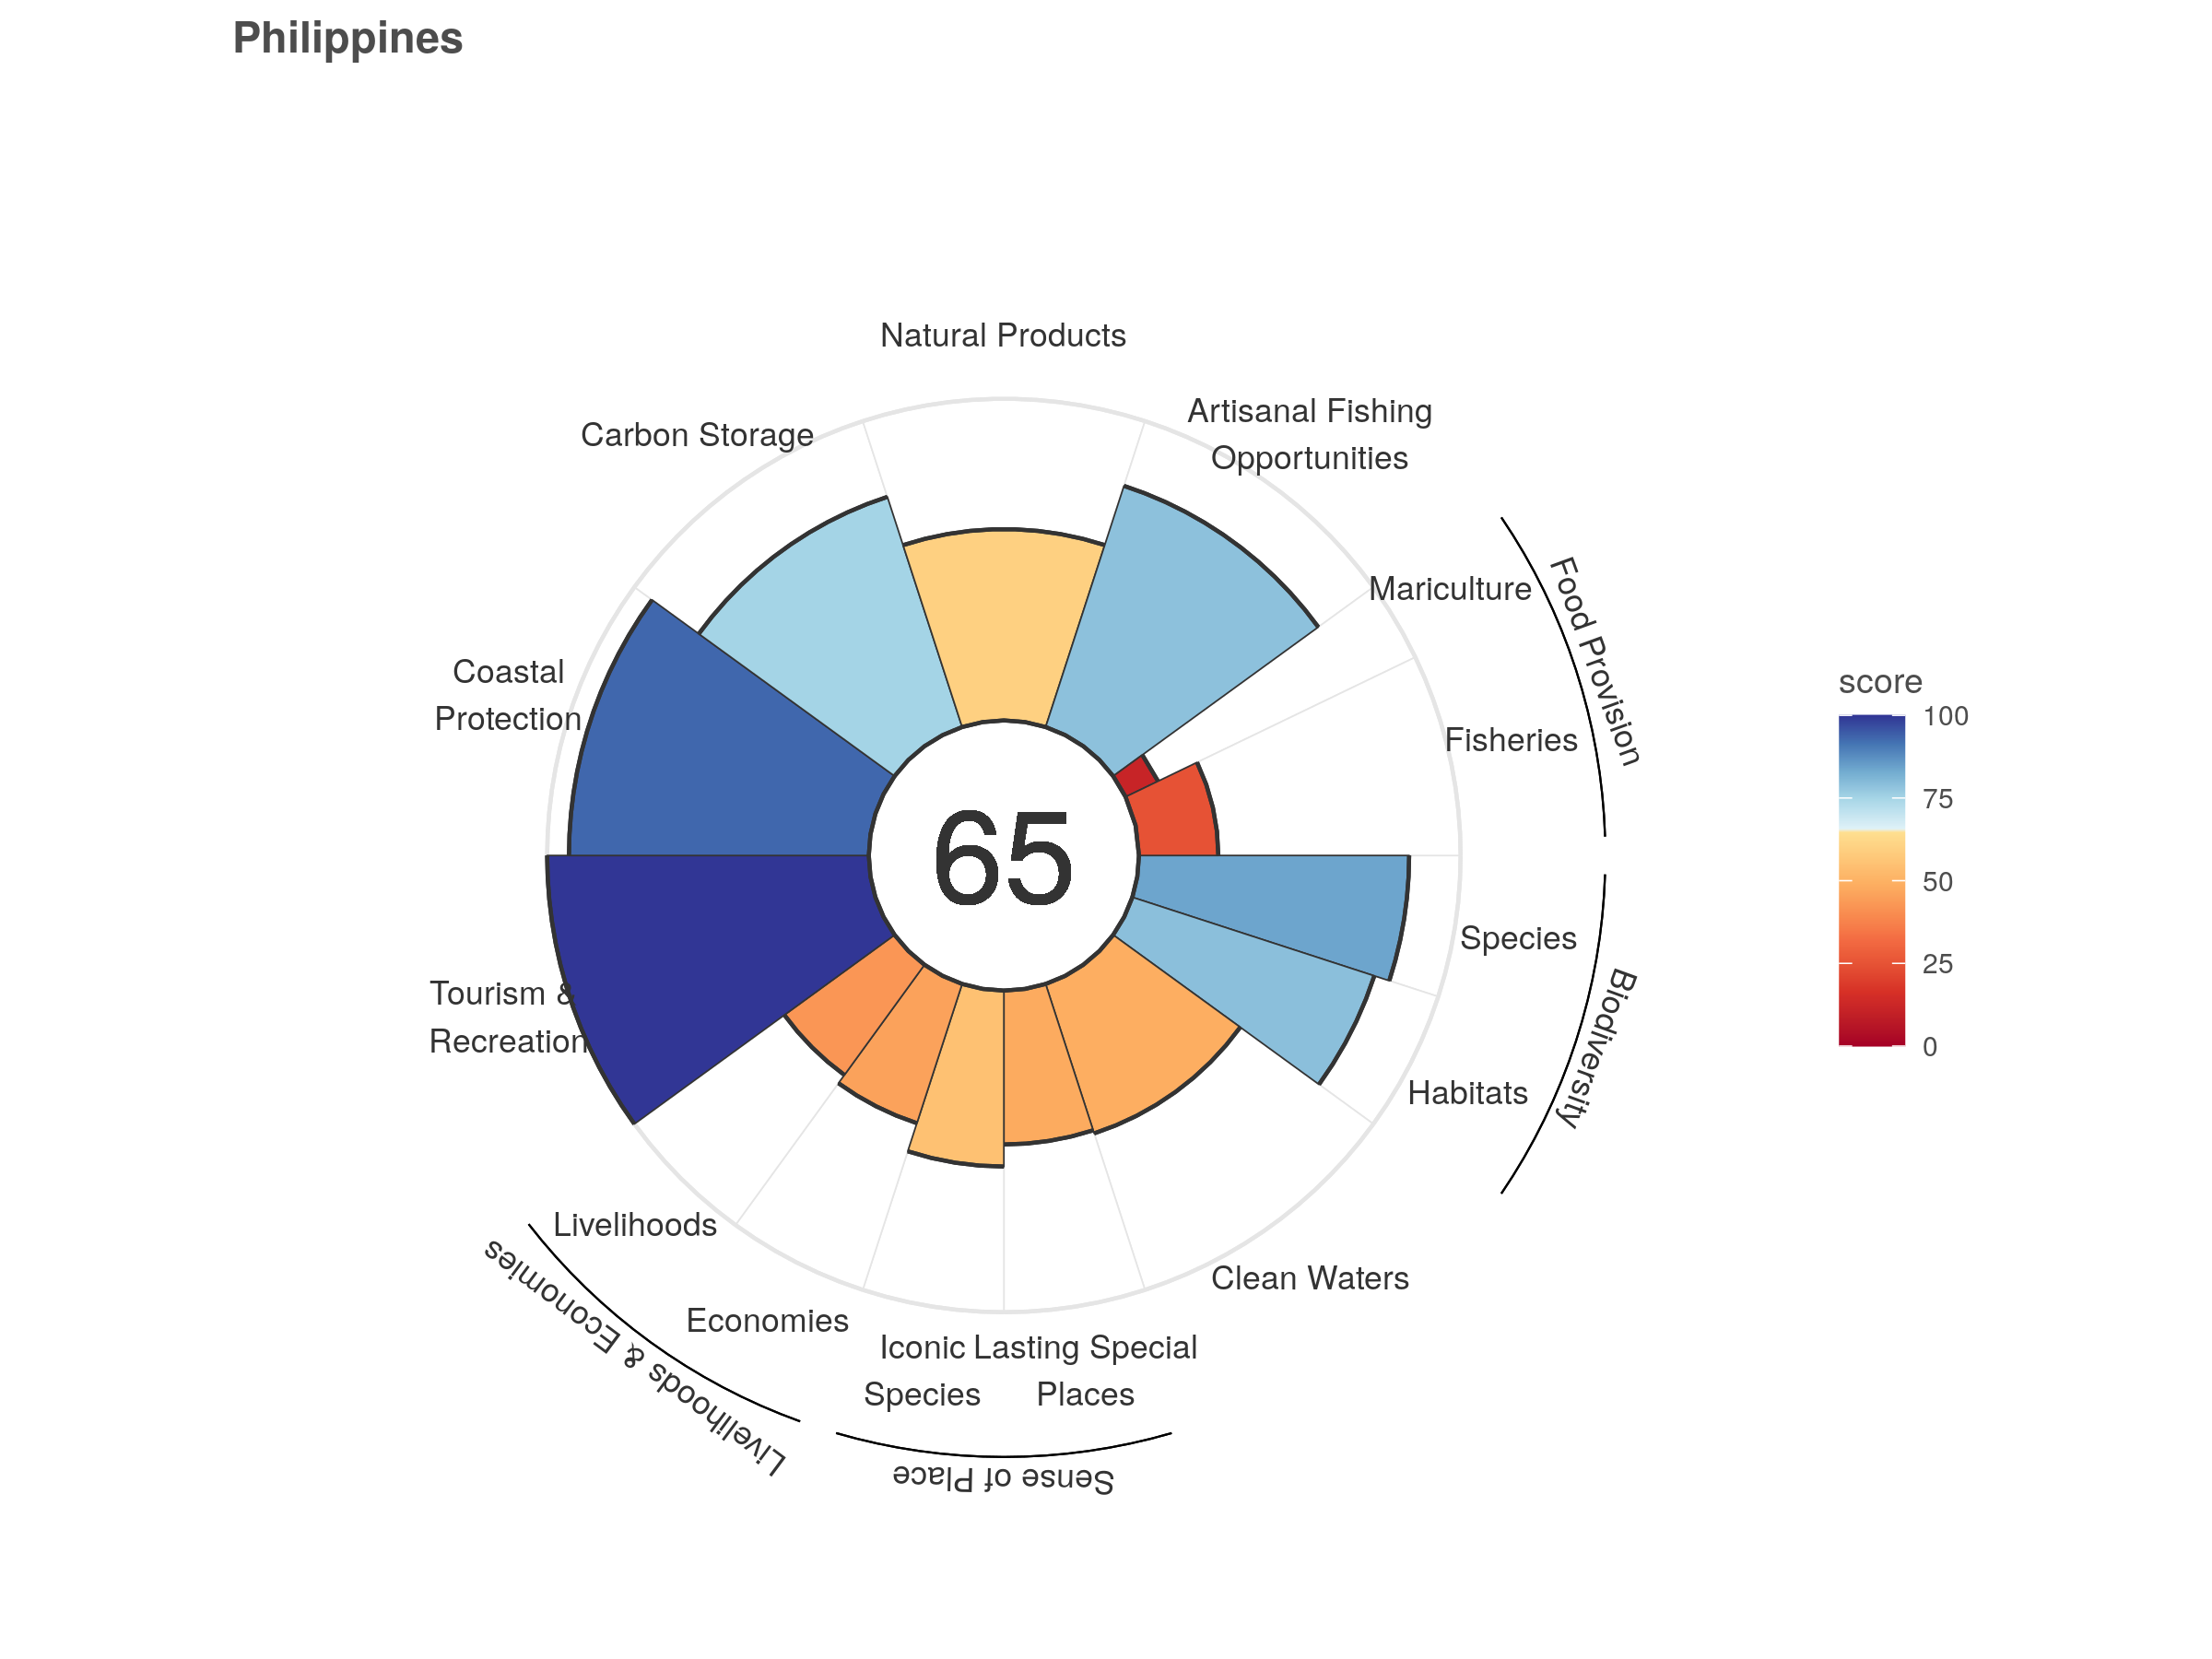 Philippines
Natural Products
Artisanal Fishing
Opportunities
Carbon Storage
Mariculture
Food Provision
Coastal
Protection
Fisheries
score
100
75
50
25
0
65
Species
Biodiversity
Tourism &
Recreation
Habitats
Livelihoods
Clean Waters
Economies
Livelihoods & Economies
Iconic
Species
Lasting Special
Places
Sense of Place